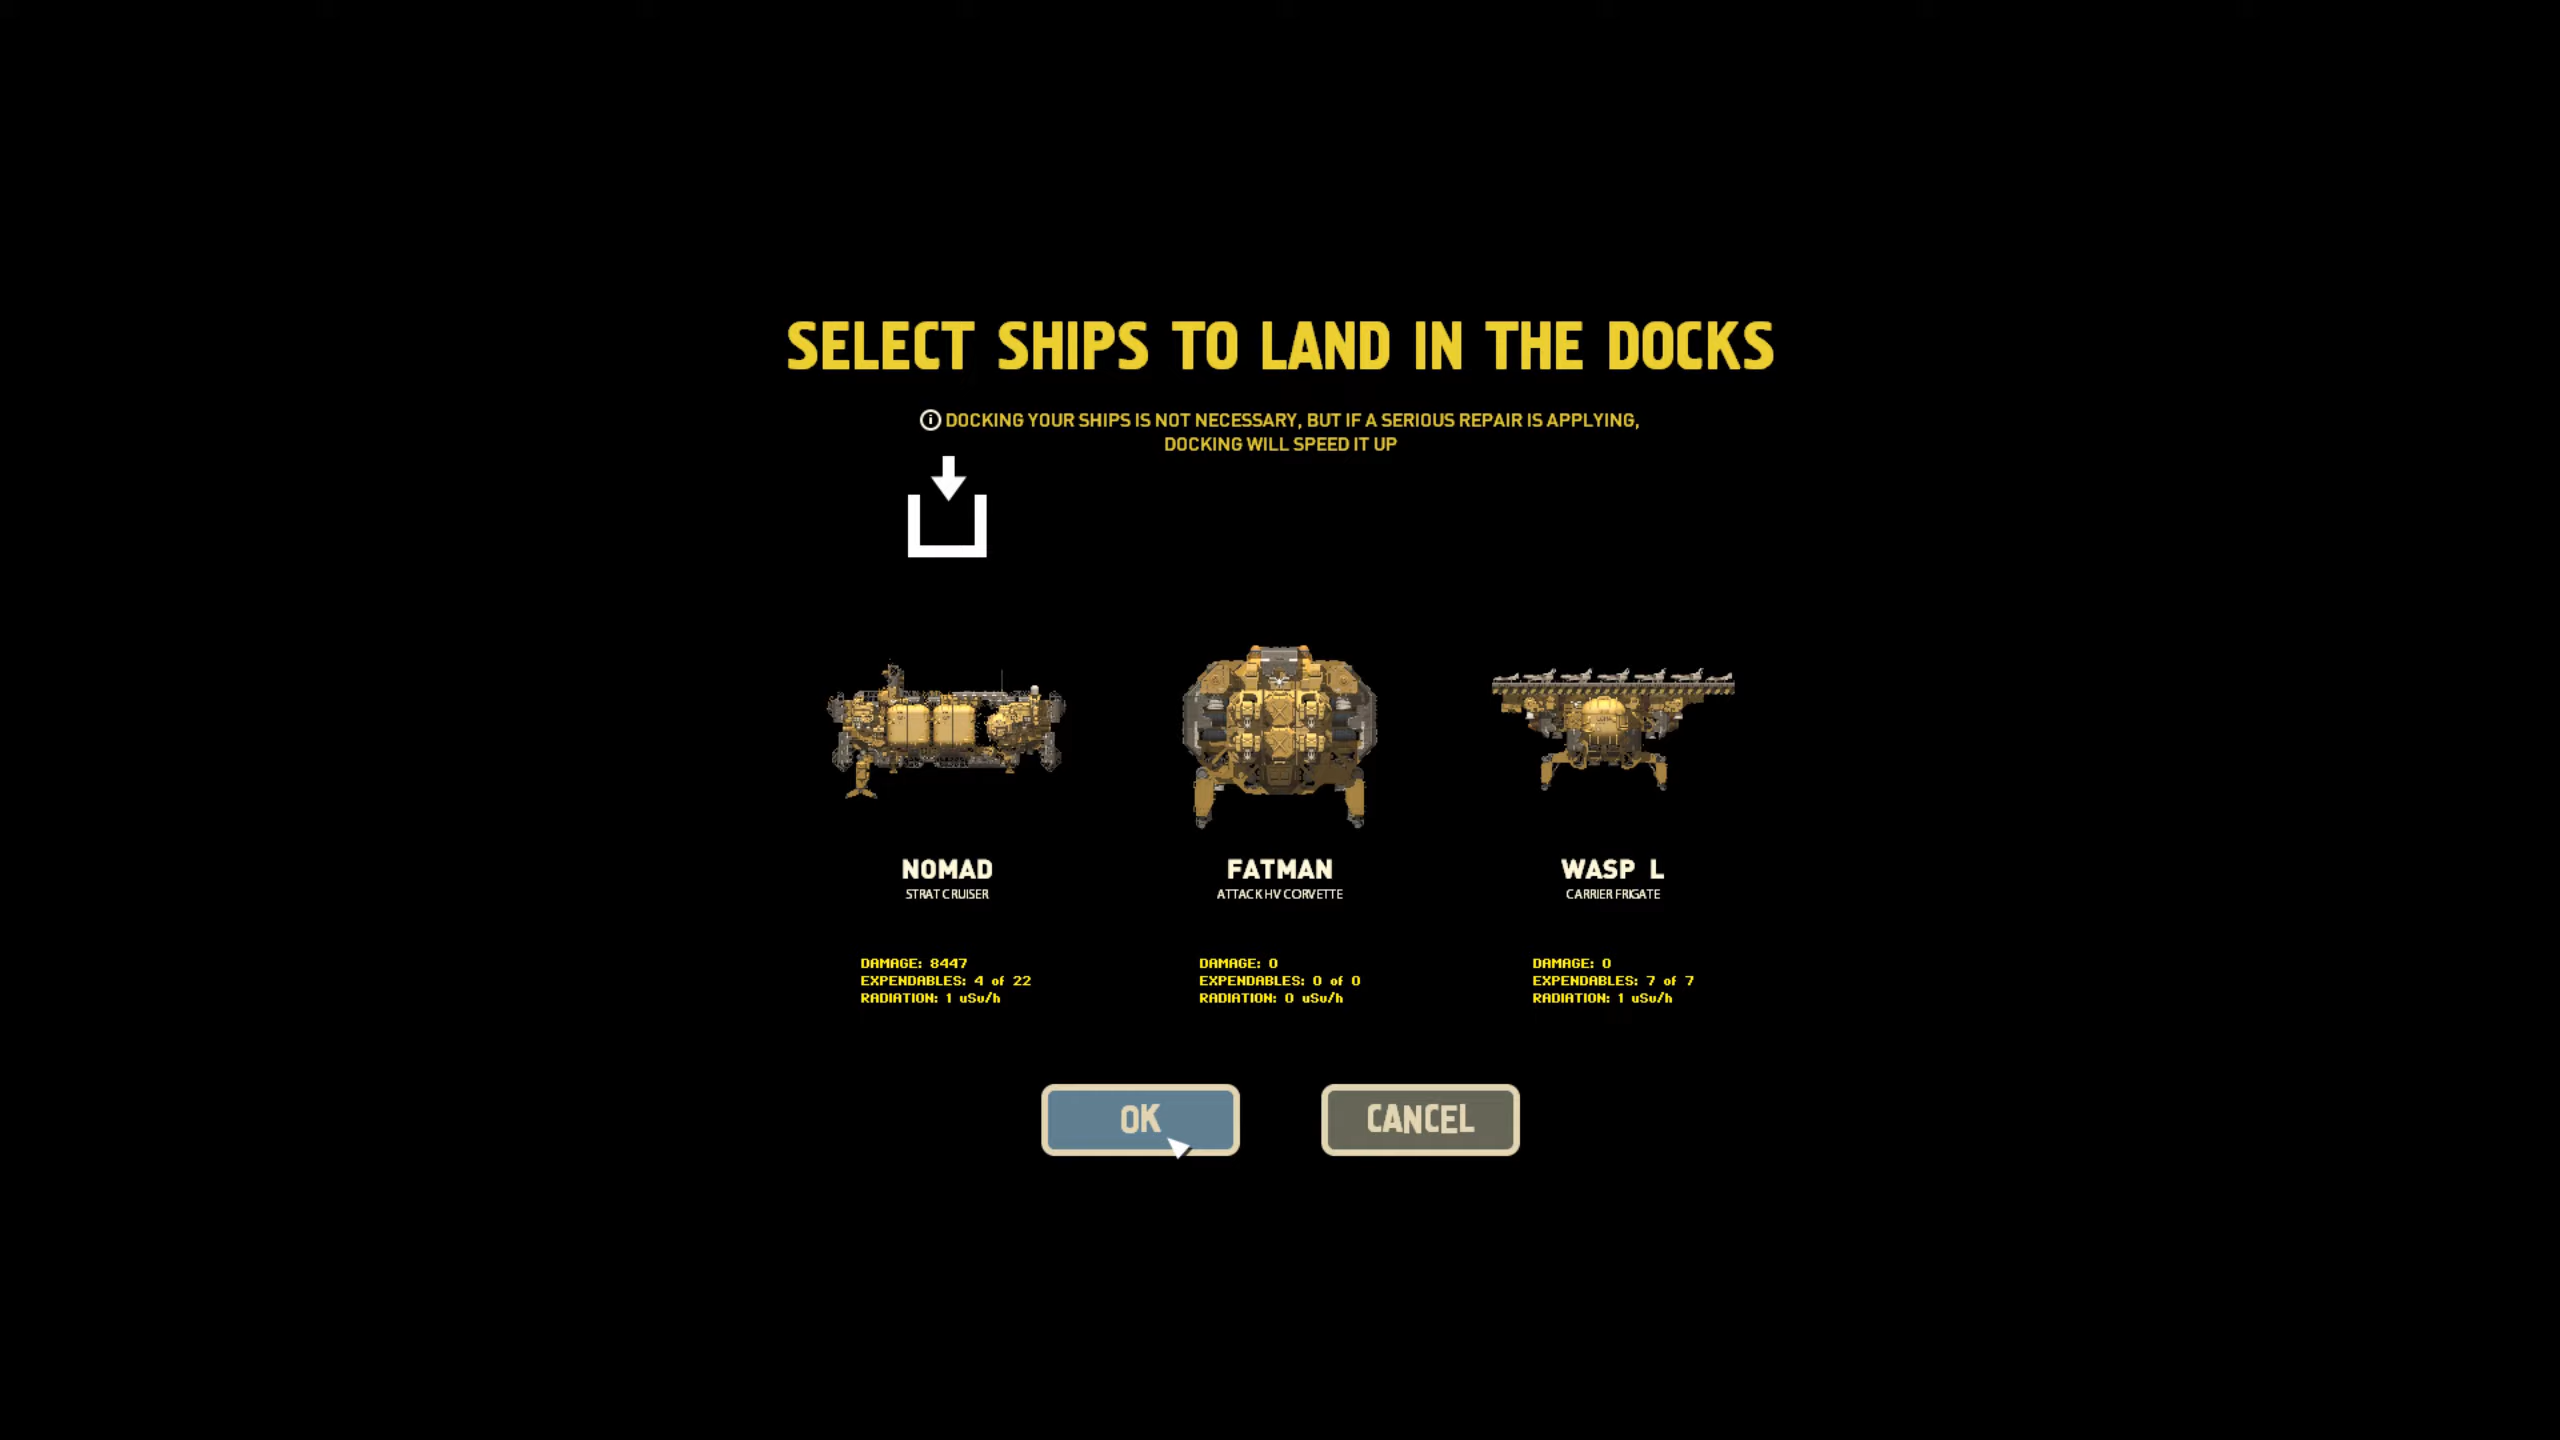 SELECT SHIPS TO LAND IN THE DOCKS
DOCKING YOUR SHIPS IS NOT NECESSARY, BUT IF A SERIOUS REPAIR IS APPLYING,
DOCKING WILL SPEED IT UP
NOMAD
STRAT CRUISER
DAMAGE: 8447
EXPENDABLES: 4 of 22
RADIATION: 1 uSv/h
FATMAN
ATTACK HV CORVETTE
DAMAGE: 0
EXPENDABLES: 0 of 0
RADIATION: 0 uSv/h
WASP L
CARRIER FRIGATE
DAMAGE: 0
EXPENDABLES: 7 of 7
RADIATION: 1 uSv/h
OK
CANCEL